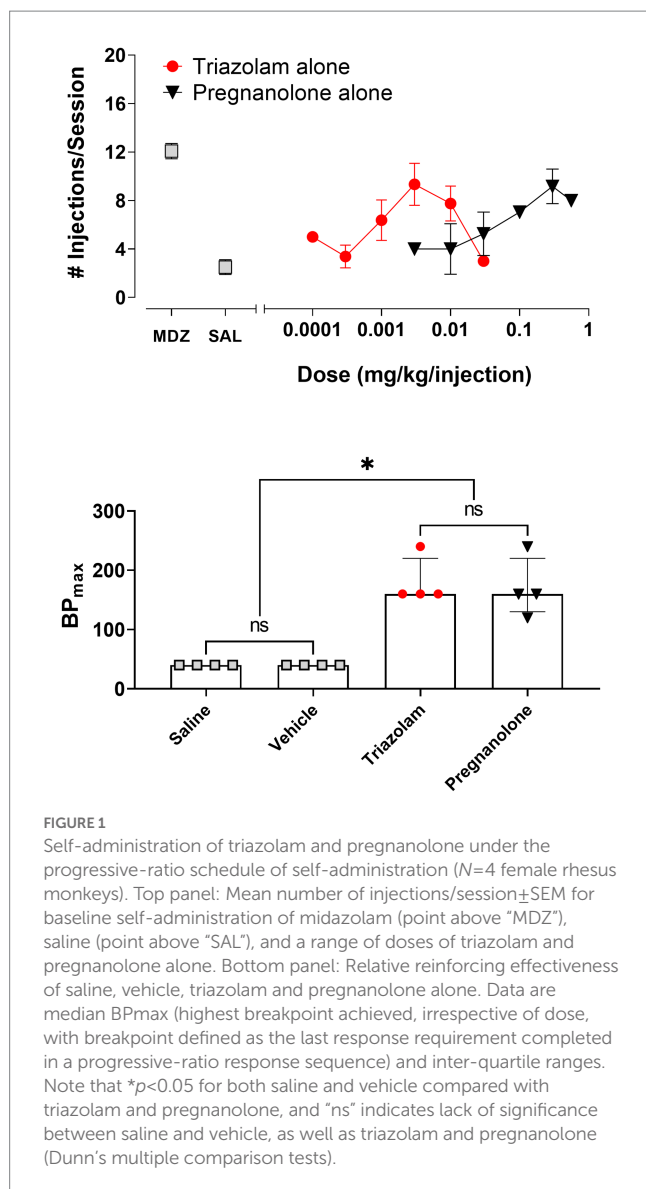 20
16
12
8
4
0
# Injections/Session
Triazolam alone
Pregnanolone alone
MDZ
SAL
0.0001
0.001
0.01
0.1
1
Dose (mg/kg/injection)
*
300
200
100
0
BPmax
ns
ns
Saline
Vehicle
Triazolam
Pregnanolone
FIGURE 1
Self-administration of triazolam and pregnanolone under the
progressive-ratio schedule of self-administration (N=4 female rhesus
monkeys). Top panel: Mean number of injections/session±SEM for
baseline self-administration of midazolam (point above “MDZ”),
saline (point above “SAL”), and a range of doses of triazolam and
pregnanolone alone. Bottom panel: Relative reinforcing effectiveness
of saline, vehicle, triazolam and pregnanolone alone. Data are
median BPmax (highest breakpoint achieved, irrespective of dose,
with breakpoint defined as the last response requirement completed
in a progressive-ratio response sequence) and inter-quartile ranges.
Note that *p<0.05 for both saline and vehicle compared with
triazolam and pregnanolone, and “ns” indicates lack of significance
between saline and vehicle, as well as triazolam and pregnanolone
(Dunn’s multiple comparison tests).